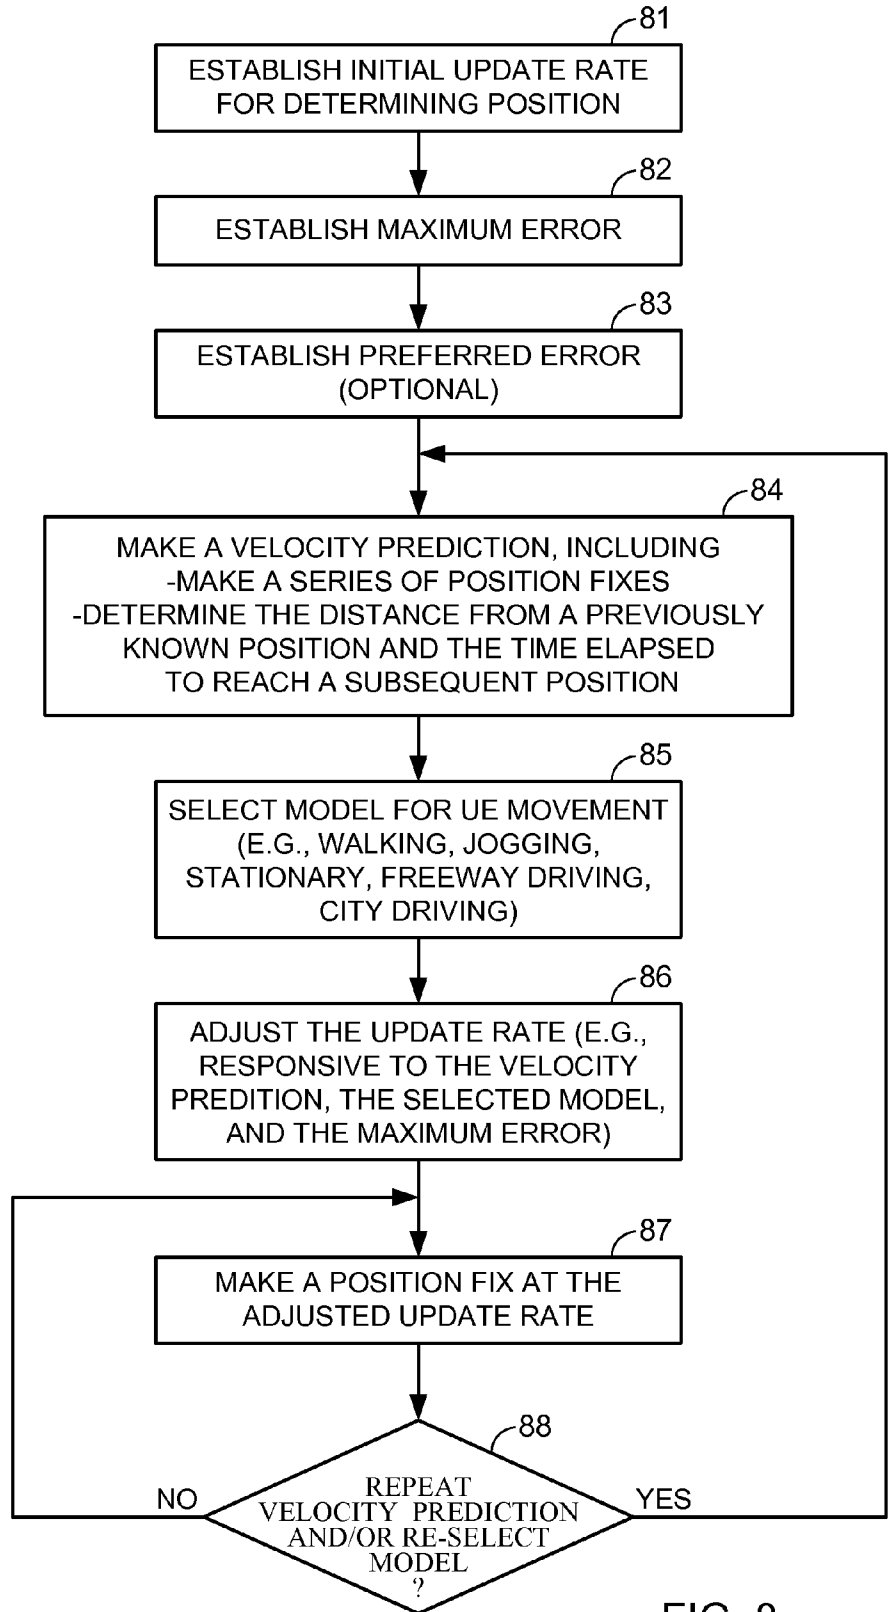 81
ESTABLISH INITIAL UPDATE RATE
FOR DETERMINING POSITION
82
ESTABLISH MAXIMUM ERROR
83
ESTABLISH PREFERRED ERROR
(OPTIONAL)
84
MAKE A VELOCITY PREDICTION, INCLUDING
-MAKE A SERIES OF POSITION FIXES
-DETERMINE THE DISTANCE FROM A PREVIOUSLY
KNOWN POSITION AND THE TIME ELAPSED
TO REACH A SUBSEQUENT POSITION
85
SELECT MODEL FOR UE MOVEMENT
(E.G., WALKING, JOGGING,
STATIONARY, FREEWAY DRIVING,
CITY DRIVING)
86
ADJUST THE UPDATE RATE (E.G.,
RESPONSIVE TO THE VELOCITY
PREDITION, THE SELECTED MODEL,
AND THE MAXIMUM ERROR)
87
MAKE A POSITION FIX AT THE
ADJUSTED UPDATE RATE
88
NO
YES
REPEAT
VELOCITY PREDICTION
AND/OR RE-SELECT
MODEL
?
FIG.